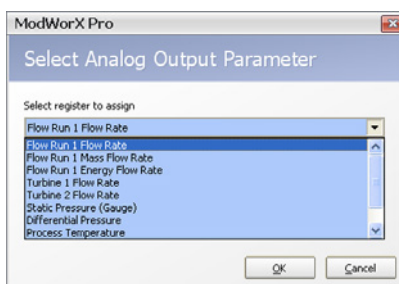 ModWorX Pro
Select Analog Output Parameter
Select register to assign
Flow Run 1 Flow Rate
Flow Run 1 Flow Rate
Flow Run 1 Mass Flow Rate
Flow Run 1 Energy Flow Rate
Turbine 1 Flow Rate
Turbine 2 Flow Rate
Static Pressure (Gauge)
Differential Pressure
Process Temperature
OK
Cancel